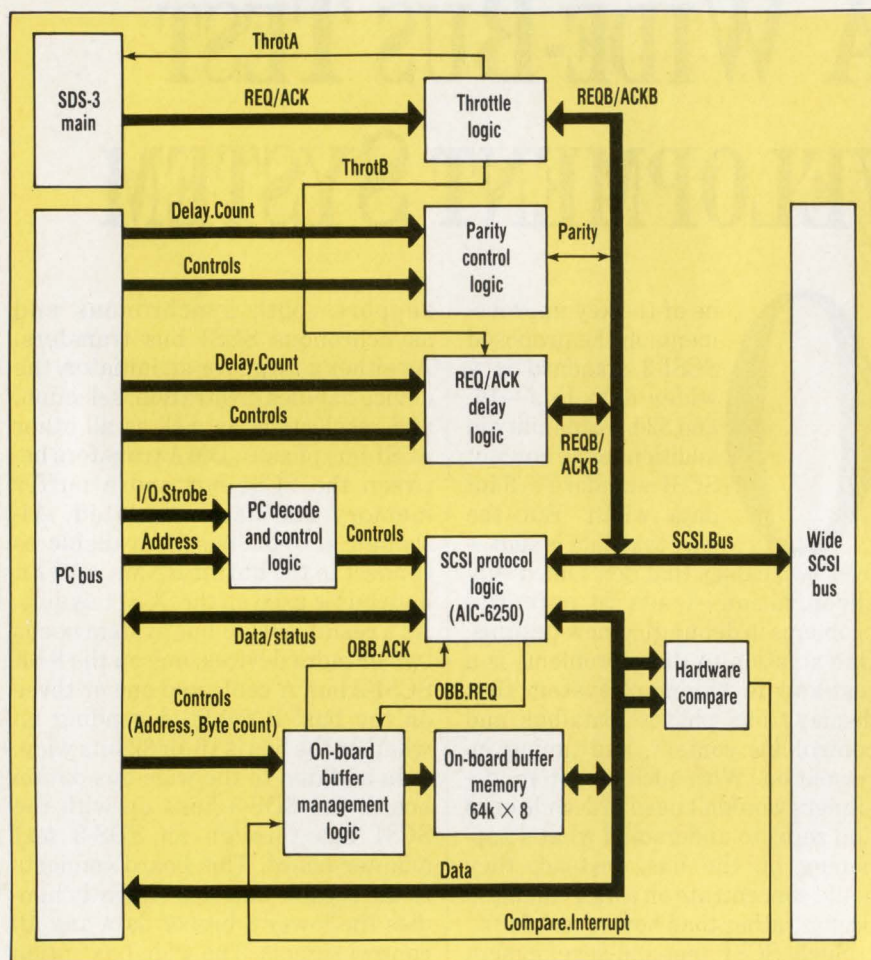 A WIDE-BUS TEST
ThrotA
SDS-3
main
REQ/ACK
Throttle
logic
REQB/ACKB
ThrotB
Delay.Count
Parity
control
logic
Parity
Controls
Delay.Count
REQ/ACK
delay
logic
Controls
REQB/
ACKB
I/O.Strobe
PC decode
and control
logic
Controls
Address
SCSI protocol
logic
(AIC-6250)
SCSI.Bus
Wide
SCSI
bus
PC bus
Data/status
OBB.ACK
Hardware
compare
OBB.REQ
Controls
(Address, Byte count)
On-board
buffer
management
logic
On-board buffer
memory
64k × 8
Data
Compare.Interrupt